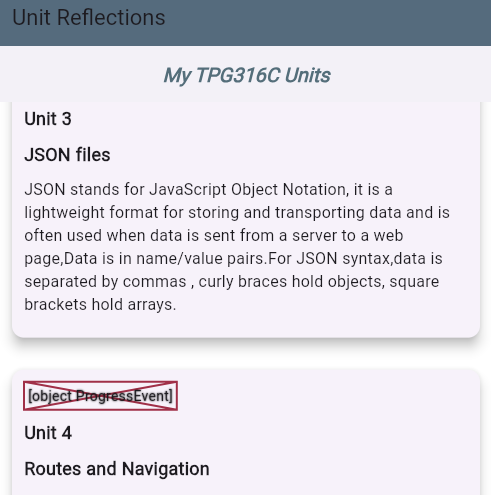 Unit Reflections
My TPG316C Units
Unit 3
JSON files
JSON stands for JavaScript Object Notation, it is a
lightweight format for storing and transporting data and is
often used when data is sent from a server to a web
page,Data is in name/value pairs.For JSON syntax,data is
separated by commas , curly braces hold objects, square
brackets hold arrays.
[object ProgressEvent]
Unit 4
Routes and Navigation